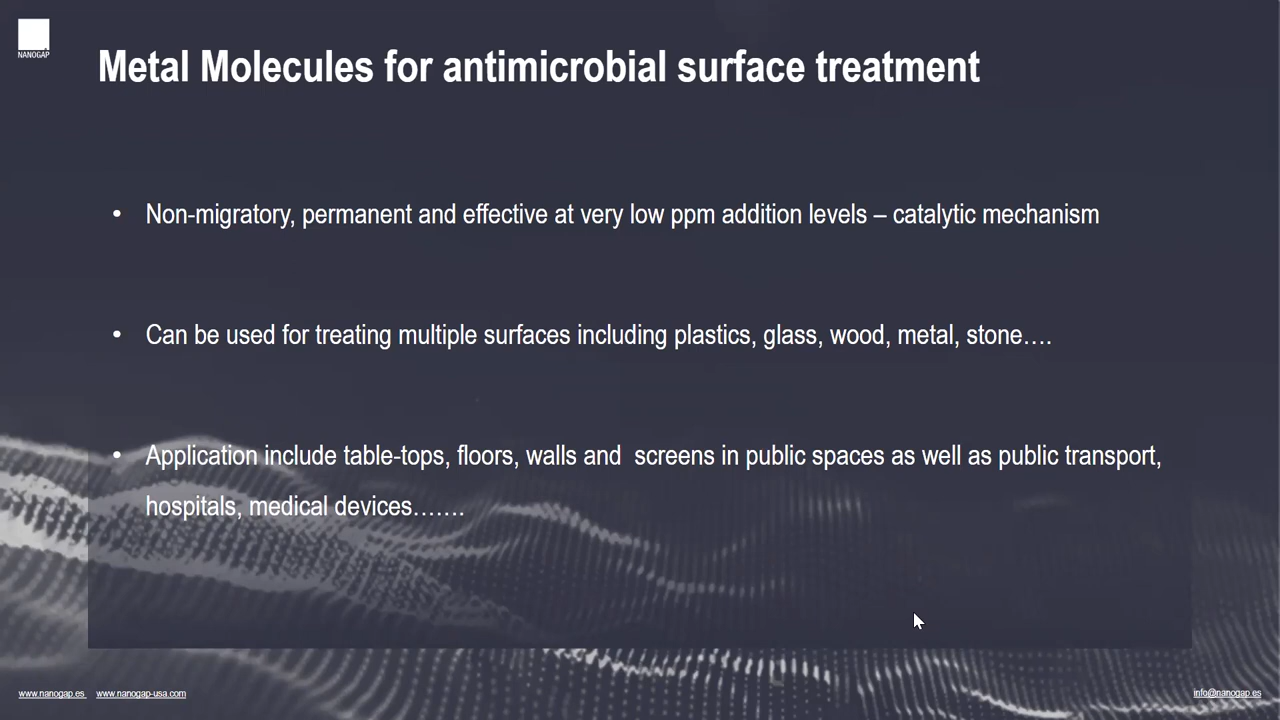 NANOGAP
Metal Molecules for antimicrobial surface treatment
• Non-migratory, permanent and effective at very low ppm addition levels – catalytic mechanism
• Can be used for treating multiple surfaces including plastics, glass, wood, metal, stone….
• Application include table-tops, floors, walls and  screens in public spaces as well as public transport,
hospitals, medical devices…….
www.nanogap.es www.nanogap-usa.com info@nanogap.es